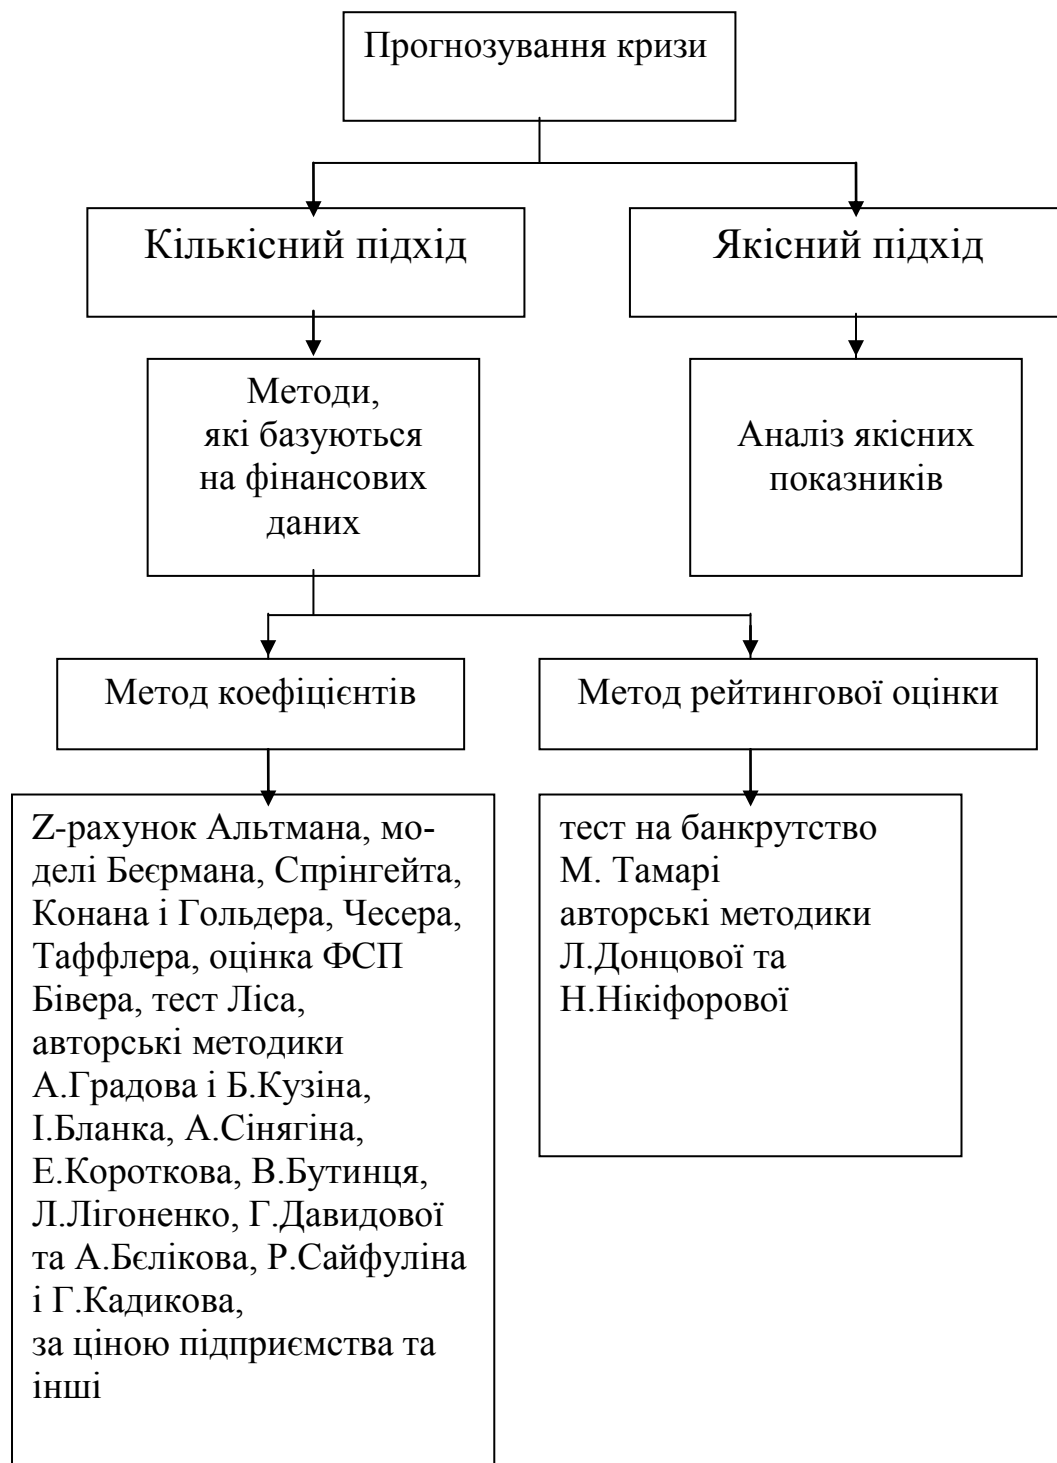 Прогнозування кризи
Кількісний підхід
Якісний підхід
Методи,
які базуються
на фінансових
даних
Аналіз якісних
показників
Метод коефіцієнтів
Метод рейтингової оцінки
Z-рахунок Альтмана, мо-
делі Беєрмана, Спрінгейта,
Конана і Гольдера, Чесера,
Таффлера, оцінка ФСП
Бівера, тест Ліса,
авторські методики
А.Градова і Б.Кузіна,
І.Бланка, А.Сінягіна,
Е.Короткова, В.Бутинця,
Л.Лігоненко, Г.Давидової
та А.Бєлікова, Р.Сайфуліна
і Г.Кадикова,
за ціною підприємства та
інші
тест на банкрутство
М. Тамарі
авторські методики
Л.Донцової та
Н.Нікіфорової